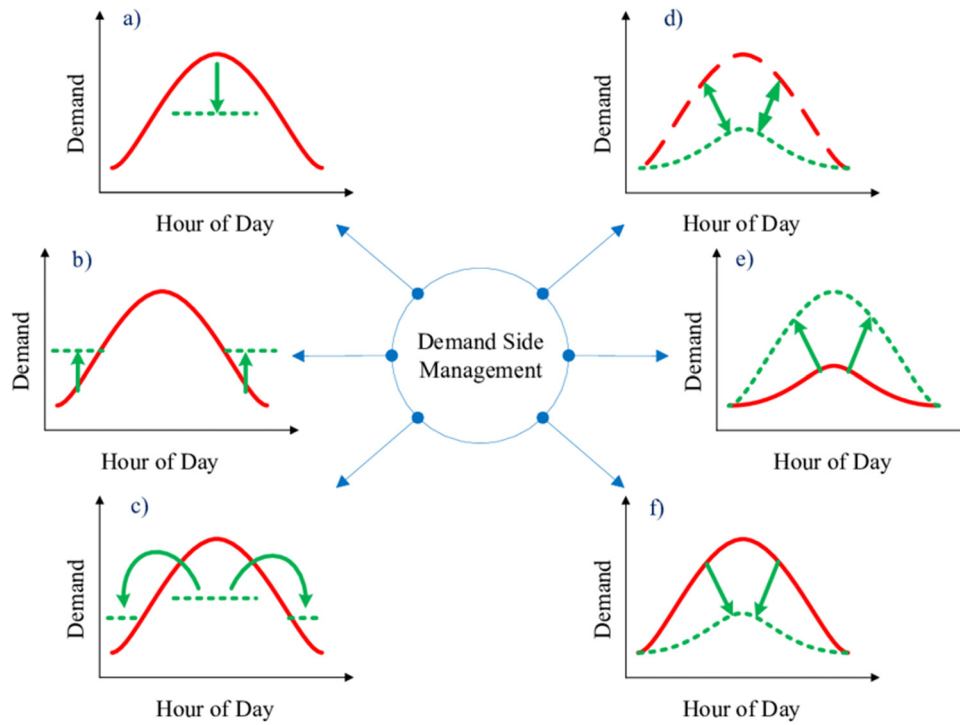 a)
Demand
Hour of Day
d)
Demand
Hour of Day
b)
Demand
Hour of Day
Demand Side
Management
e)
Demand
Hour of Day
c)
Demand
Hour of Day
f)
Demand
Hour of Day